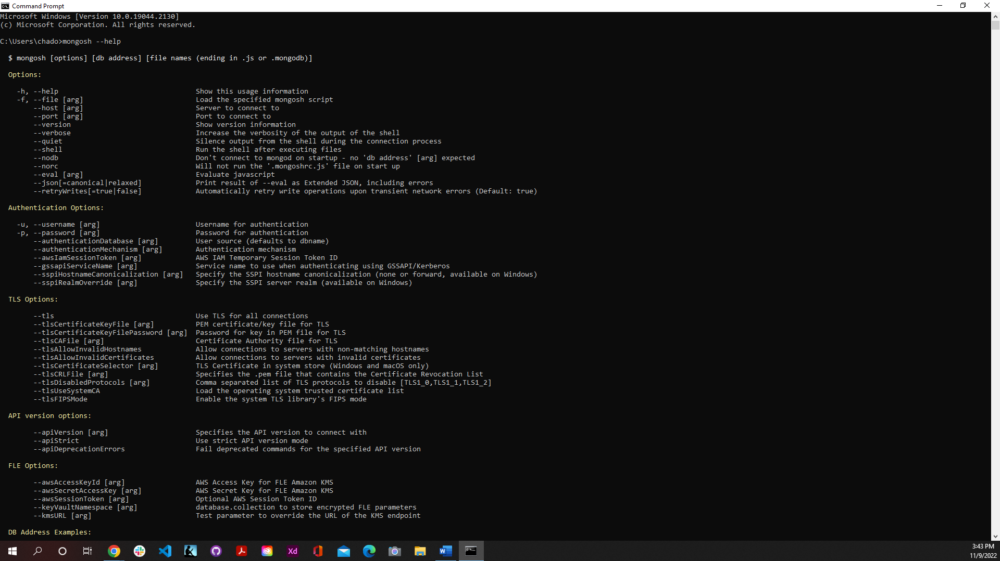 Command Prompt
Microsoft Windows [Version 10.0.19044.2130]
(c) Microsoft Corporation. All rights reserved.
C:\Users\chado>mongosh --help
$ mongosh [options] [db address] [file names (ending in .js or .mongodb)]
Options:
-h, --help Show this usage information
-f, --file [arg] Load the specified mongosh script
--host [arg] Server to connect to
--port [arg] Port to connect to
--version Show version information
--verbose Increase the verbosity of the output of the shell
--quiet Silence output from the shell during the connection process
--shell Run the shell after executing files
--nodb Don't connect to mongod on startup - no 'db address' [arg] expected
--norc Will not run the '.mongoshrc.js' file on start up
--eval [arg] Evaluate javascript
--json[=canonical|relaxed] Print result of --eval as Extended JSON, including errors
--retryWrites[=true|false] Automatically retry write operations upon transient network errors (Default: true)
Authentication Options:
-u, --username [arg] Username for authentication
-p, --password [arg] Password for authentication
--authenticationDatabase [arg] User source (defaults to dbname)
--authenticationMechanism [arg] Authentication mechanism
--awsIamSessionToken [arg] AWS IAM Temporary Session Token ID
--gssapiServiceName [arg] Service name to use when authenticating using GSSAPI/Kerberos
--sspiHostnameCanonicalization [arg] Specify the SSPI hostname canonicalization (none or forward, available on Windows)
--sspiRealmOverride [arg] Specify the SSPI server realm (available on Windows)
TLS Options:
--tls Use TLS for all connections
--tlsCertificateKeyFile [arg] PEM certificate/key file for TLS
--tlsCertificateKeyFilePassword [arg] Password for key in PEM file for TLS
--tlsCAFile [arg] Certificate Authority file for TLS
--tlsAllowInvalidHostnames Allow connections to servers with non-matching hostnames
--tlsAllowInvalidCertificates Allow connections to servers with invalid certificates
--tlsCertificateSelector [arg] TLS Certificate in system store (Windows and macOS only)
--tlsCRLFile [arg] Specifies the .pem file that contains the Certificate Revocation List
--tlsDisabledProtocols [arg] Comma separated list of TLS protocols to disable [TLS1_0,TLS1_1,TLS1_2]
--tlsUseSystemCA Load the operating system trusted certificate list
--tlsFIPSMode Enable the system TLS library's FIPS mode
API version options:
--apiVersion [arg] Specifies the API version to connect with
--apiStrict Use strict API version mode
--apiDeprecationErrors Fail deprecated commands for the specified API version
FLE Options:
--awsAccessKeyId [arg] AWS Access Key for FLE Amazon KMS
--awsSecretAccessKey [arg] AWS Secret Key for FLE Amazon KMS
--awsSessionToken [arg] Optional AWS Session Token ID
--keyVaultNamespace [arg] database.collection to store encrypted FLE parameters
--kmsURL [arg] Test parameter to override the URL of the KMS endpoint
DB Address Examples:
Xd
W
3:43 PM
11/9/2022